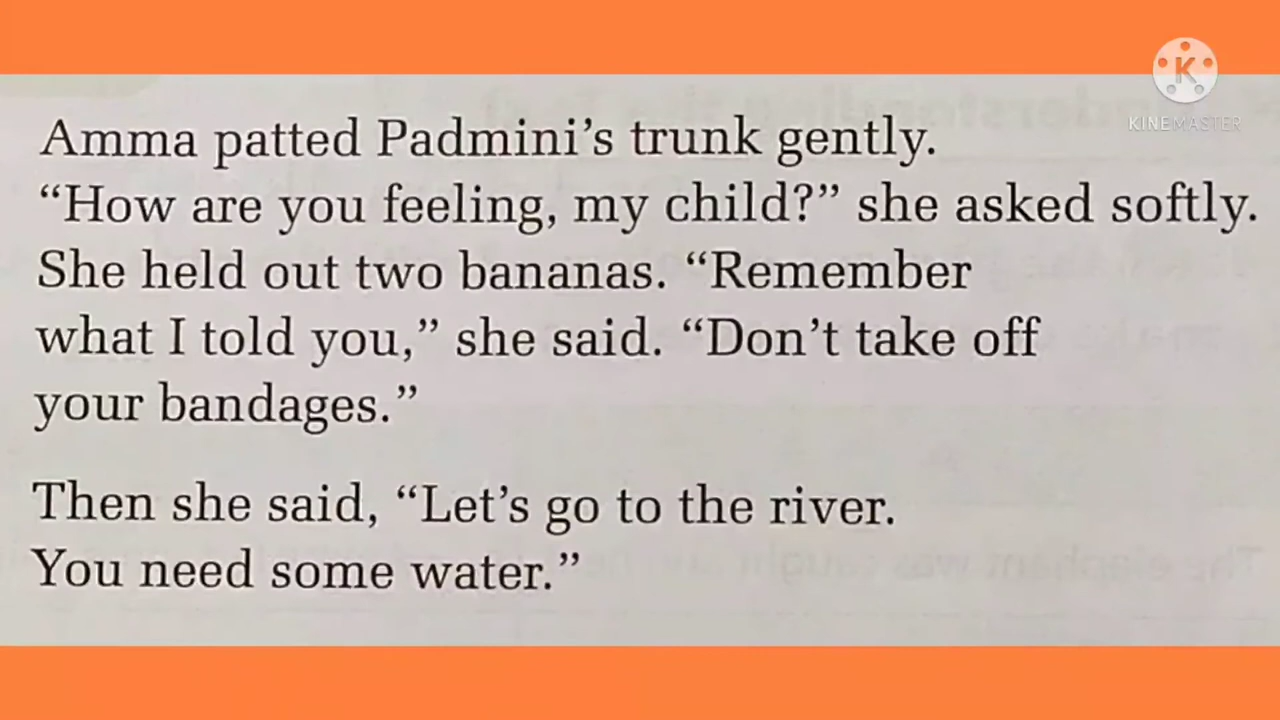 K
KINEMASTER
Amma patted Padmini’s trunk gently.
“How are you feeling, my child?” she asked softly.
She held out two bananas. “Remember
what I told you,” she said. “Don’t take off
your bandages.”
Then she said, “Let’s go to the river.
You need some water.”